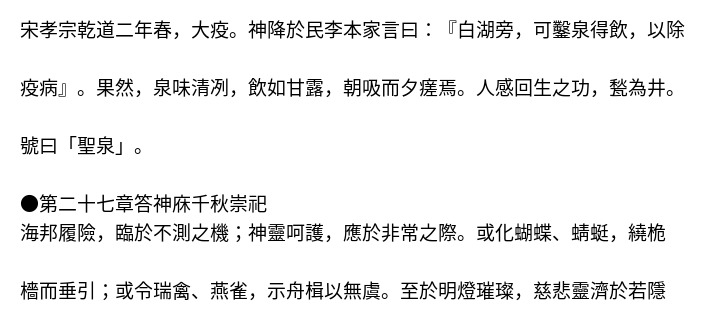 宋孝宗乾道二年春，大疫。神降於民李本家言曰：『白湖旁，可鑿泉得飲，以除
疫病』。果然，泉味清冽，飲如甘露，朝吸而夕瘥焉。人感回生之功，甃為井。
號曰「聖泉」。
●第二十七章答神庥千秋崇祀
海邦履險，臨於不測之機；神靈呵護，應於非常之際。或化蝴蝶、蜻蜓，繞桅
檣而垂引；或令瑞禽、燕雀，示舟楫以無虞。至於明燈璀璨，慈悲靈濟於若隱